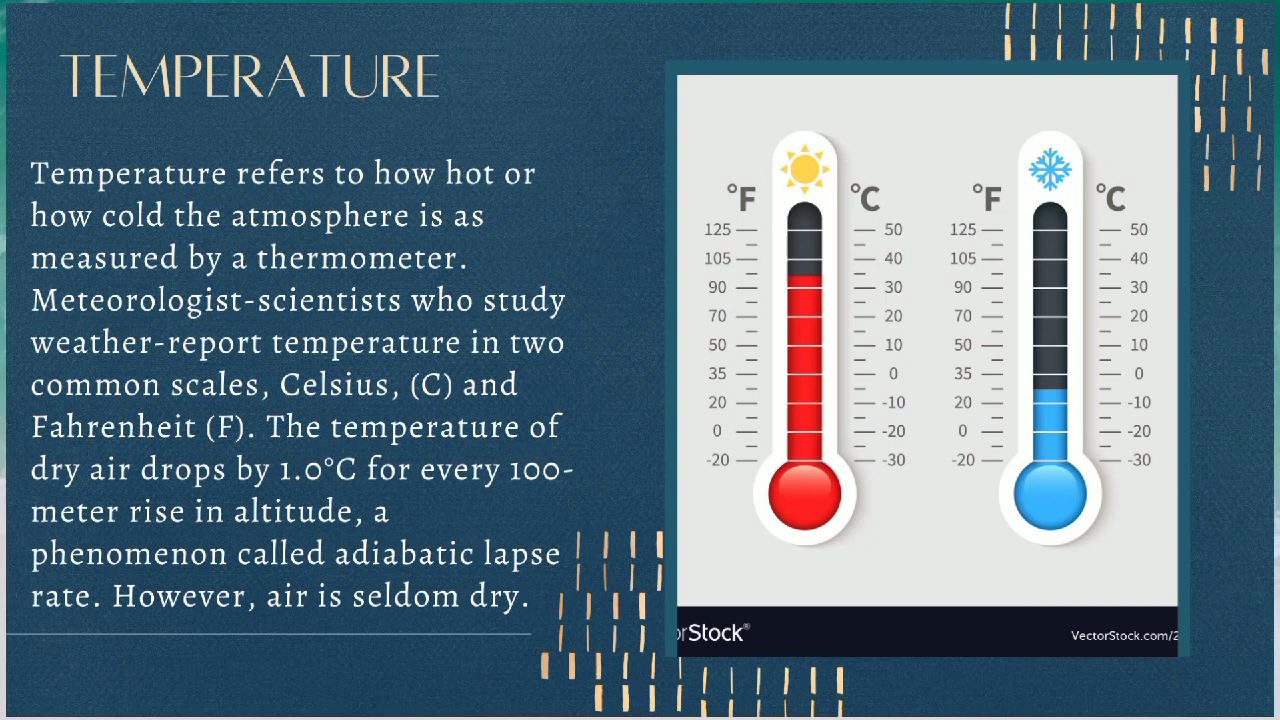 TEMPERATURE
Temperature refers to how hot or
how cold the atmosphere is as
measured by a thermometer.
Meteorologist-scientists who study
weather-report temperature in two
common scales, Celsius, (C) and
Fahrenheit (F). The temperature of
dry air drops by 1.0°C for every 100-
meter rise in altitude, a
phenomenon called adiabatic lapse
rate. However, air is seldom dry.
°F °C
125 50
105 40
90 30
70 20
50 10
35 0
20 -10
0 -20
-20 -30
°F °C
125 50
105 40
90 30
70 20
50 10
35 0
20 -10
0 -20
-20 -30
orStock®
VectorStock.com/2